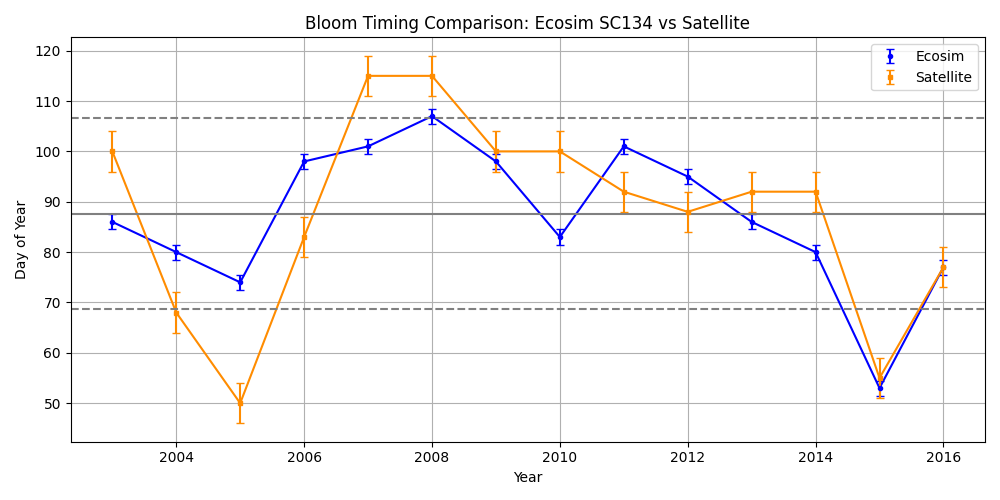 Bloom Timing Comparison: Ecosim SC134 vs Satellite
Ecosim
Satellite
120
110
100
90
80
70
60
50
Day of Year
2004 2006 2008 2010 2012 2014 2016
Year